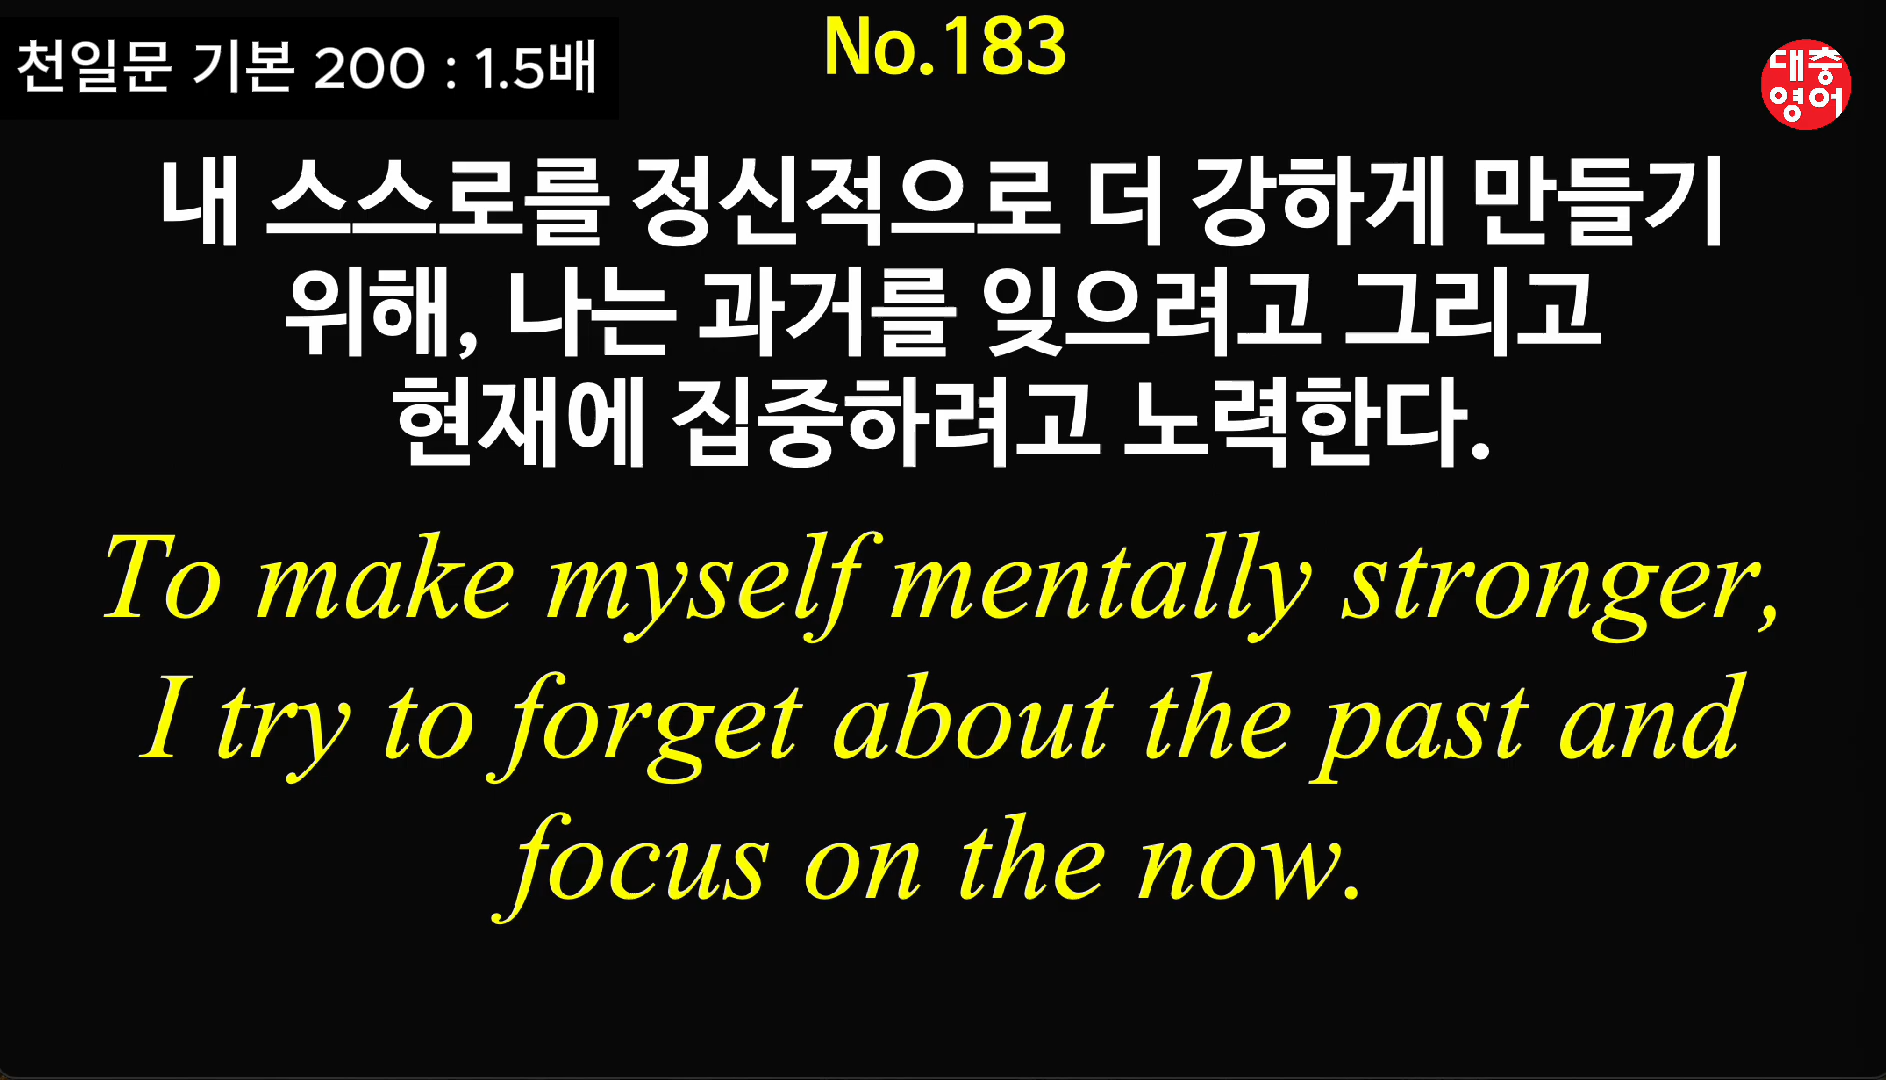 천일문 기본 200 : 1.5배
No.183
대중
영어
내 스스로를 정신적으로 더 강하게 만들기
위해, 나는 과거를 잊으려고 그리고
현재에 집중하려고 노력한다.
To make myself mentally stronger,
I try to forget about the past and
focus on the now.